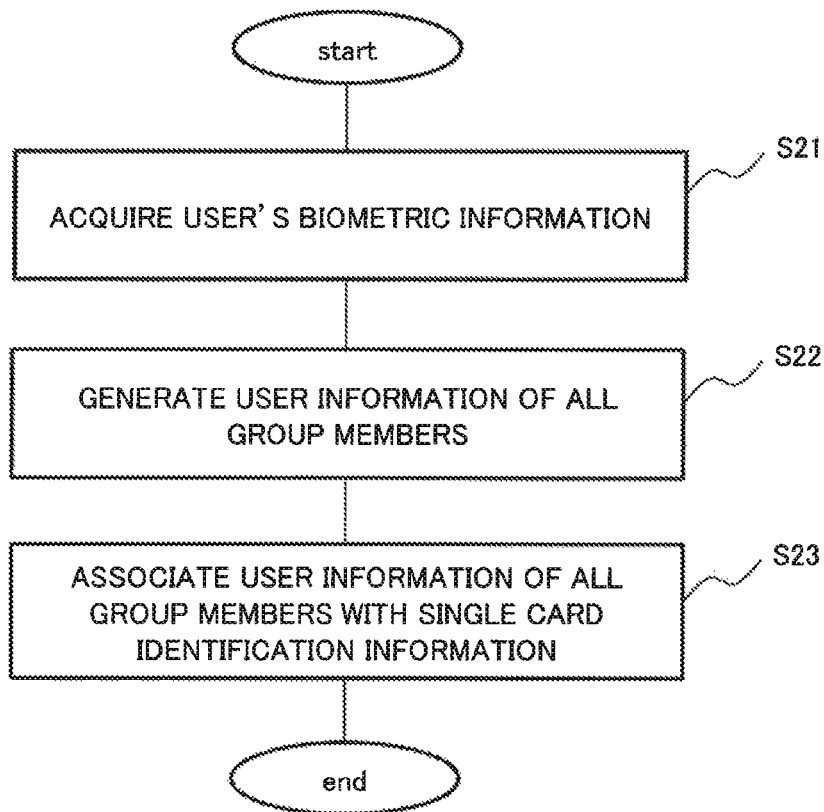 start
S21
ACQUIRE USER'S BIOMETRIC INFORMATION
S22
GENERATE USER INFORMATION OF ALL
GROUP MEMBERS
S23
ASSOCIATE USER INFORMATION OF ALL
GROUP MEMBERS WITH SINGLE CARD
IDENTIFICATION INFORMATION
end